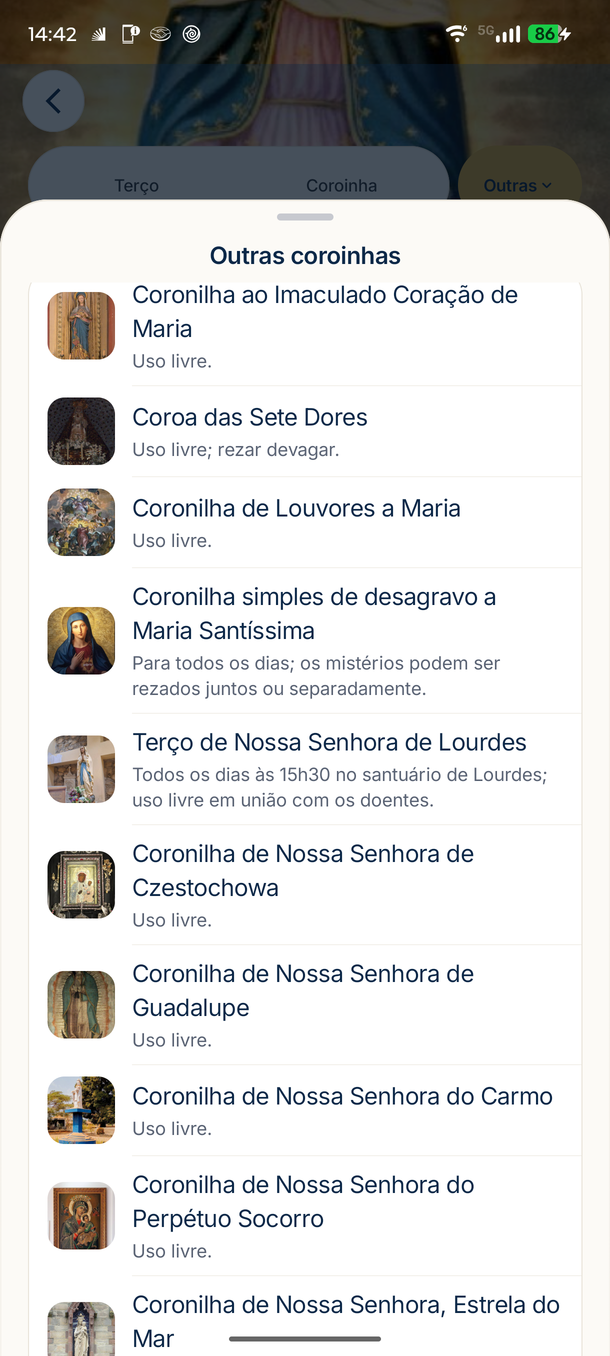 14:42
5G
86
Terço
Coroinha
Outras
Outras coroinhas
Coronilha ao Imaculado Coração de
Maria
Uso livre.
Coroa das Sete Dores
Uso livre; rezar devagar.
Coronilha de Louvores a Maria
Uso livre.
Coronilha simples de desagravo a
Maria Santíssima
Para todos os dias; os mistérios podem ser
rezados juntos ou separadamente.
Terço de Nossa Senhora de Lourdes
Todos os dias às 15h30 no santuário de Lourdes;
uso livre em união com os doentes.
Coronilha de Nossa Senhora de
Czestochowa
Uso livre.
Coronilha de Nossa Senhora de
Guadalupe
Uso livre.
Coronilha de Nossa Senhora do Carmo
Uso livre.
Coronilha de Nossa Senhora do
Perpétuo Socorro
Uso livre.
Coronilha de Nossa Senhora, Estrela do
Mar